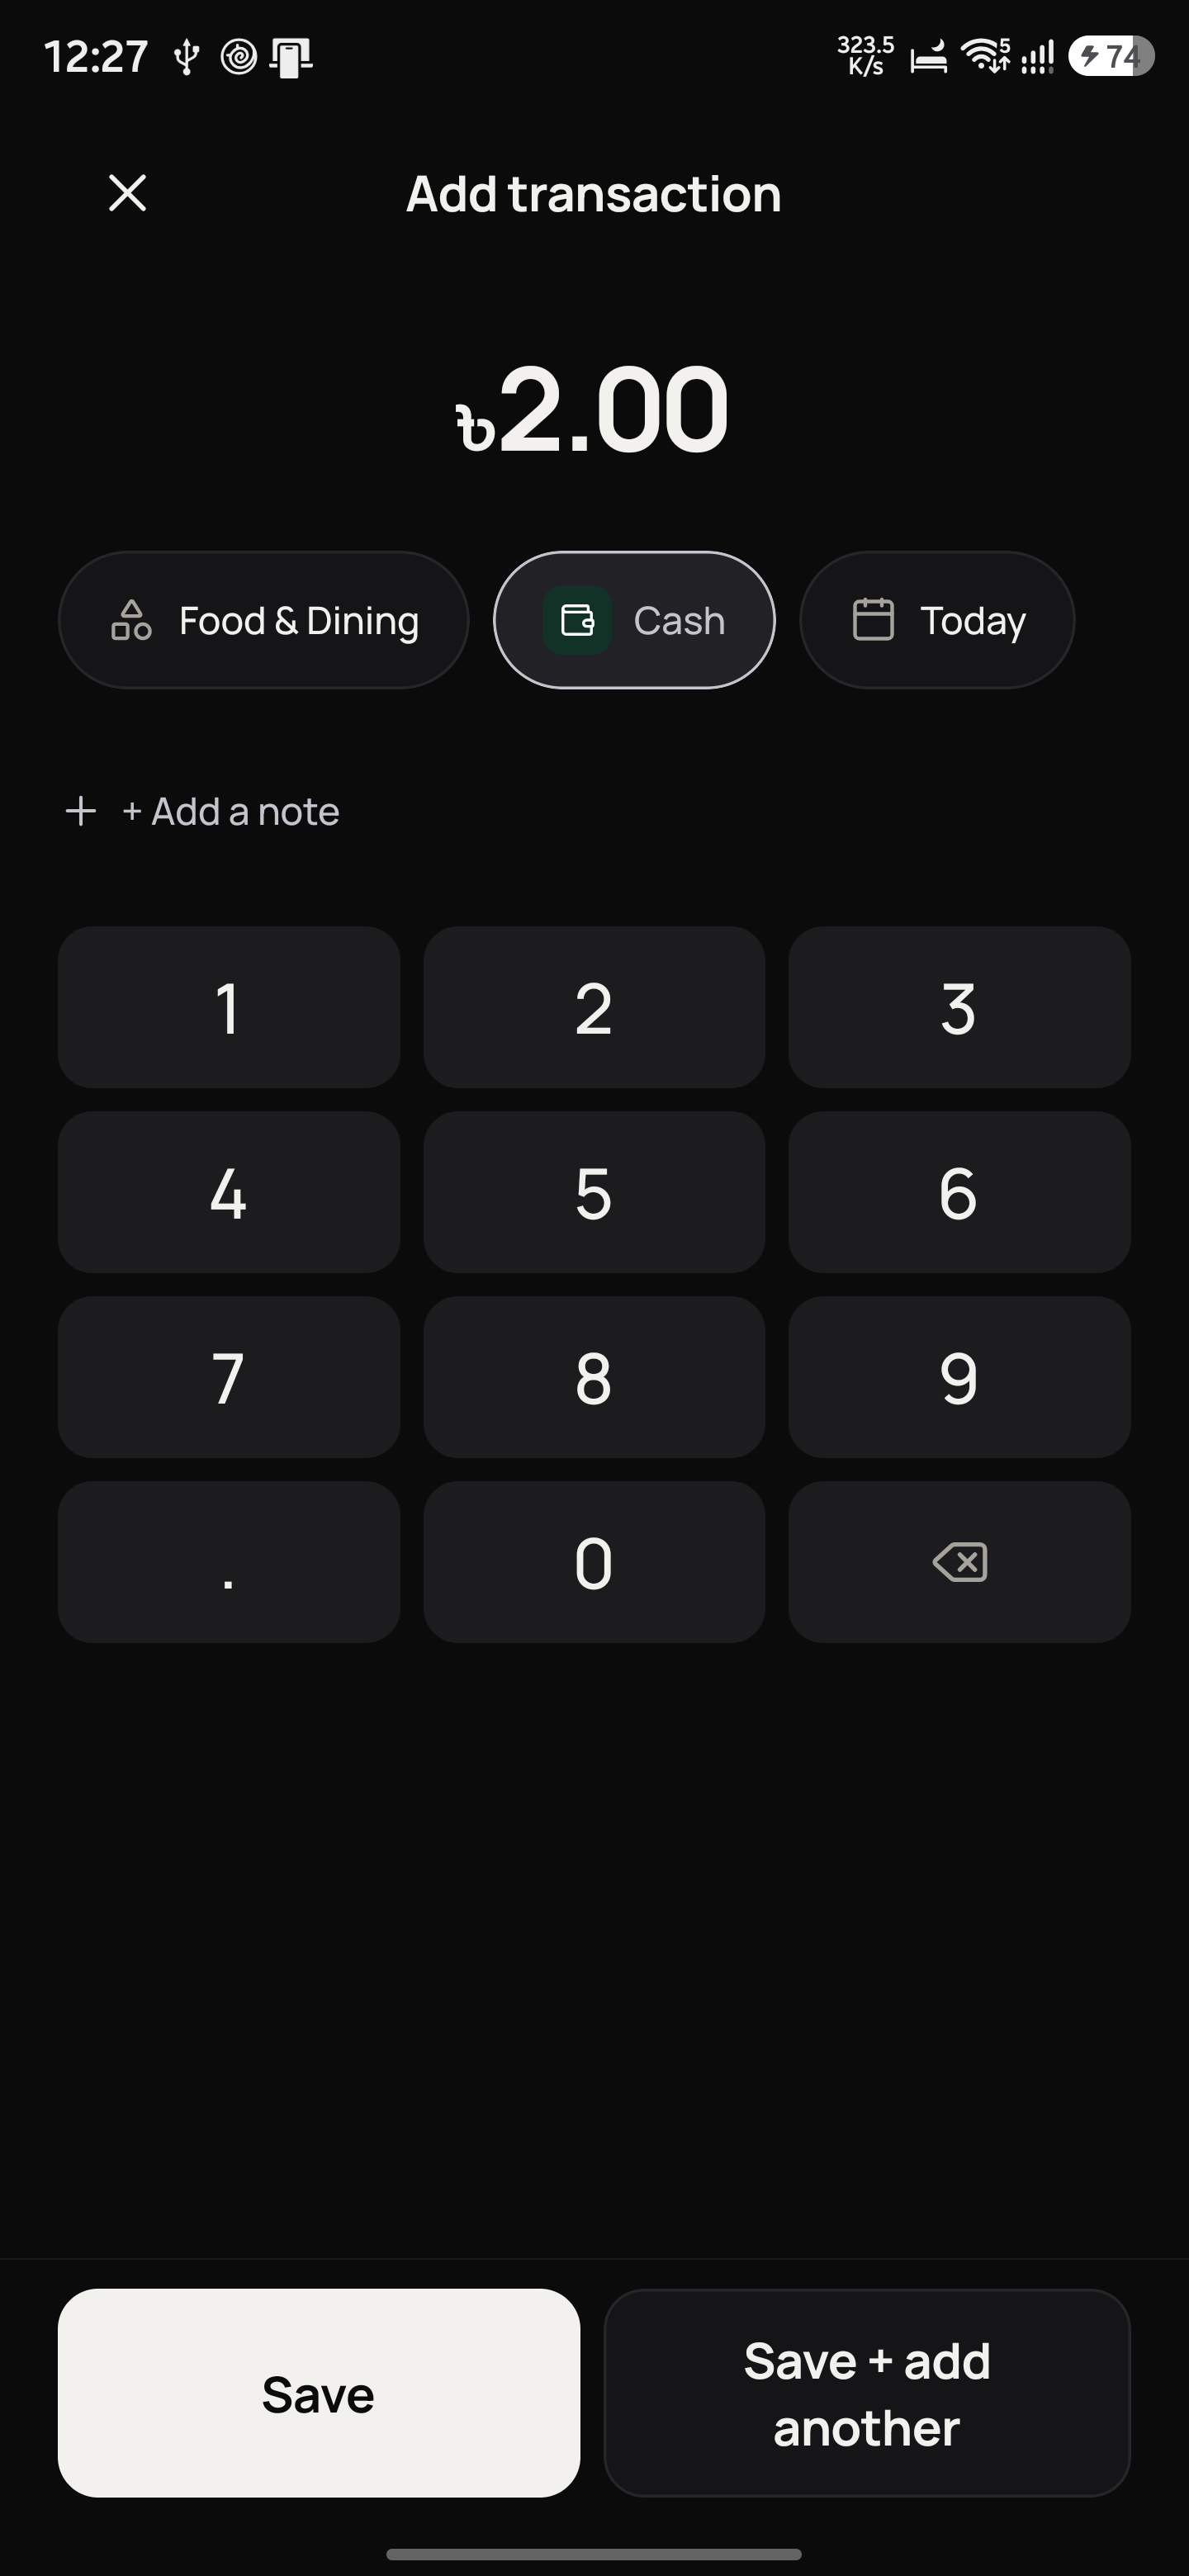 12:27
323.5
K/s
5
74
Add transaction
৳2.00
Food & Dining
Cash
Today
+ Add a note
1
2
3
4
5
6
7
8
9
.
0
Save
Save + add
another